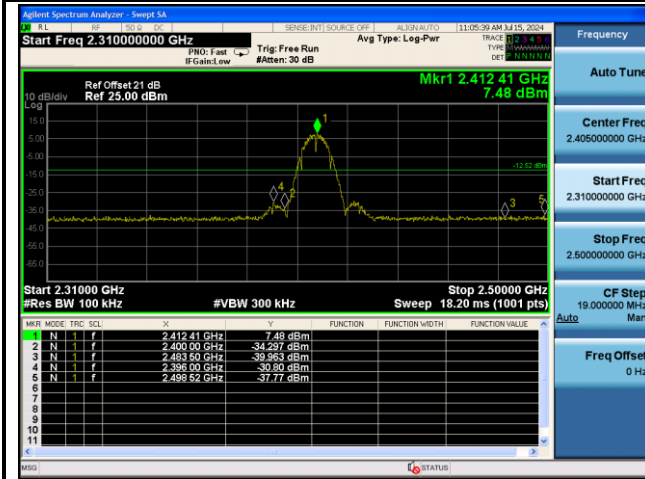 Agilent Spectrum Analyzer - Swept SA
RL RF 50 Ω DC SENSE:INT SOURCE OFF ALIGN AUTO 11:05:39 AM Jul 15, 2024
Start Freq 2.310000000 GHz Avg Type: Log-Pwr TRACE 1 2 3 4 5 6
PNO: Fast Trig: Free Run TYPE M
IFGain:Low #Atten: 30 dB DET P N N N N N
Mkr1 2.412 41 GHz
Ref Offset 21 dB
10 dB/div Ref 25.00 dBm 7.48 dBm
Log
15.0
5.00
-5.00
-12.52 dBm
-15.0
-25.0
-35.0
-45.0
-55.0
-65.0
1
4
2
3
5
Start 2.31000 GHz Stop 2.50000 GHz
#Res BW 100 kHz #VBW 300 kHz Sweep 18.20 ms (1001 pts)
MKR MODE TRC SCL X Y FUNCTION FUNCTION WIDTH FUNCTION VALUE
1 N 1 f 2.412 41 GHz 7.48 dBm
2 N 1 f 2.400 00 GHz -34.297 dBm
3 N 1 f 2.483 50 GHz -39.963 dBm
4 N 1 f 2.396 00 GHz -30.80 dBm
5 N 1 f 2.498 52 GHz -37.77 dBm
6
7
8
9
10
11
MSG STATUS
Frequency
Auto Tune
Center Freq
2.405000000 GHz
Start Freq
2.310000000 GHz
Stop Freq
2.500000000 GHz
CF Step
19.000000 MHz
Auto Man
Freq Offset
0 Hz